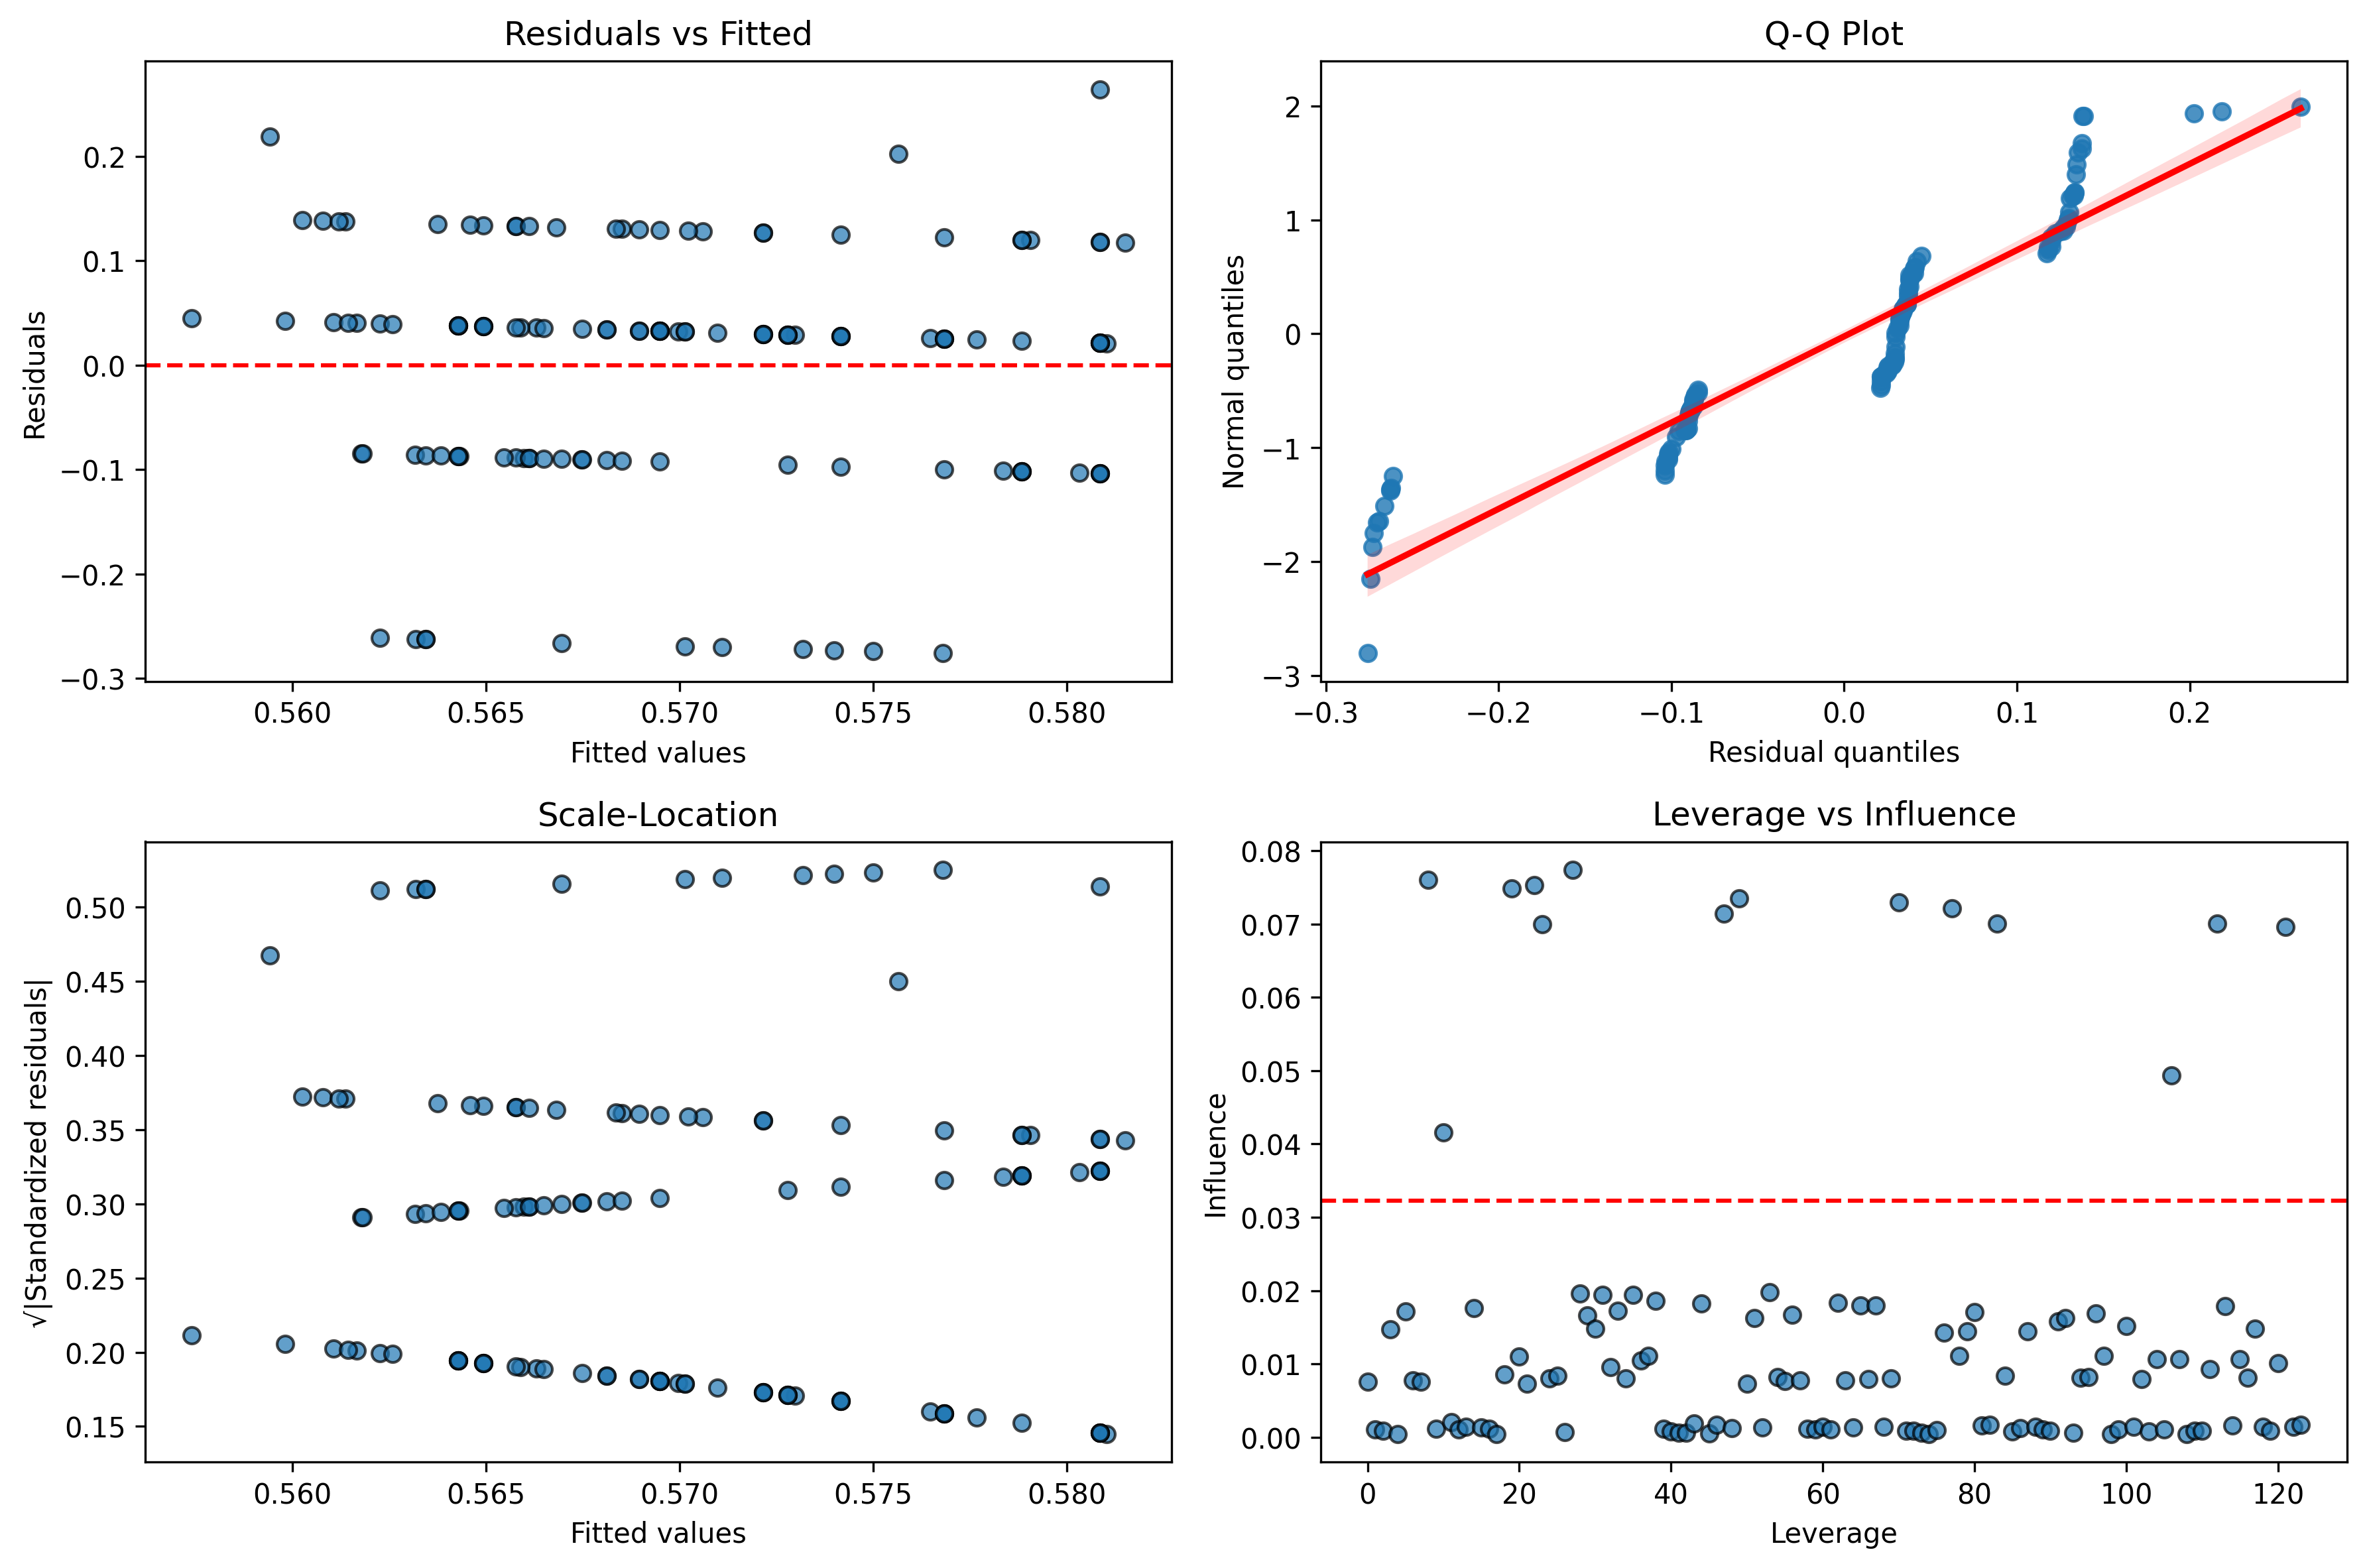 Residuals vs Fitted
Residuals
0.2
0.1
0.0
−0.1
−0.2
−0.3
0.560 0.565 0.570 0.575 0.580
Fitted values
Q-Q Plot
Normal quantiles
2
1
0
−1
−2
−3
−0.3 −0.2 −0.1 0.0 0.1 0.2
Residual quantiles
Scale-Location
√|Standardized residuals|
0.50
0.45
0.40
0.35
0.30
0.25
0.20
0.15
0.560 0.565 0.570 0.575 0.580
Fitted values
Leverage vs Influence
Influence
0.08
0.07
0.06
0.05
0.04
0.03
0.02
0.01
0.00
0 20 40 60 80 100 120
Leverage